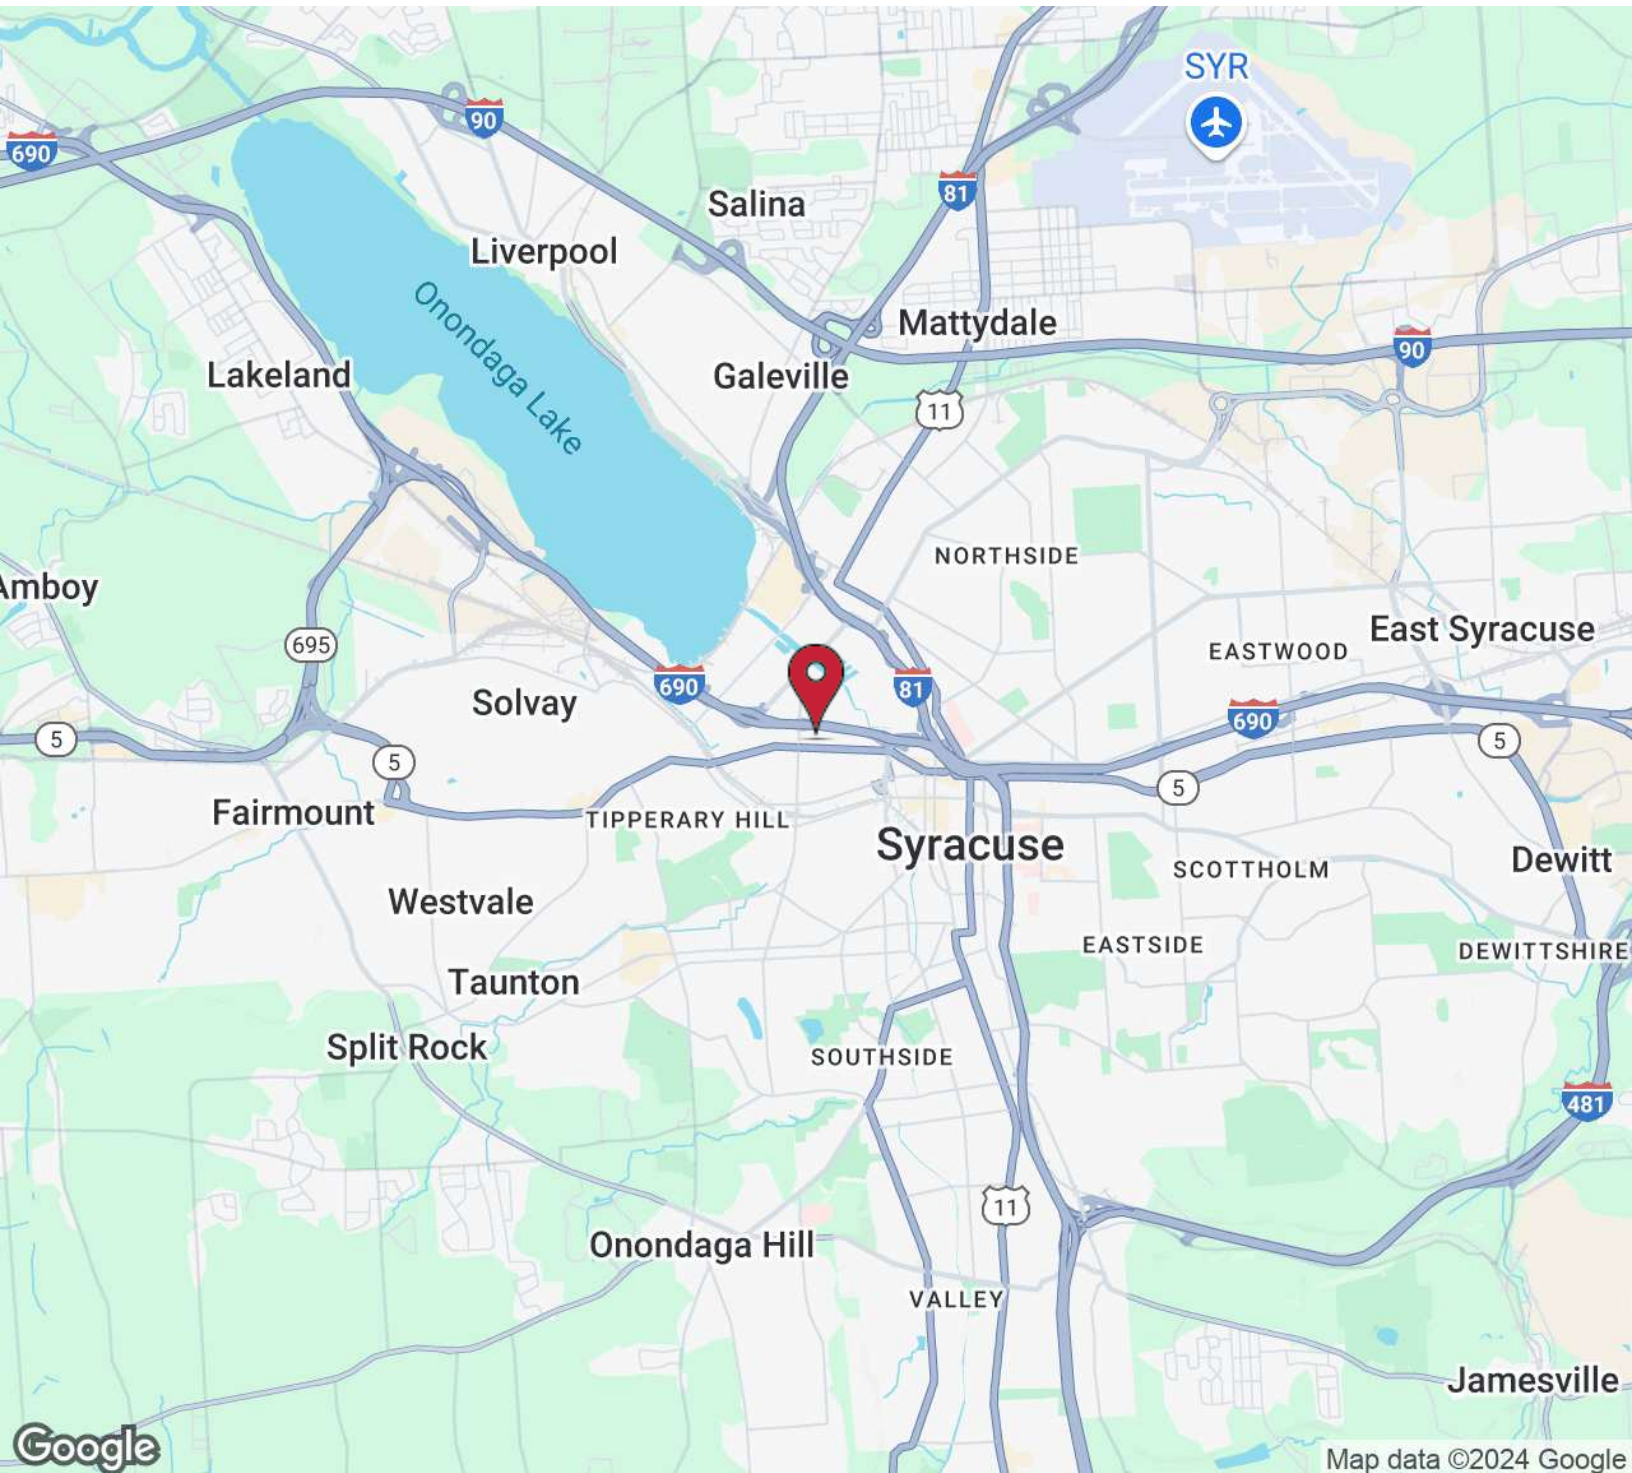 SYR
90
690
81
Salina
Liverpool
Onondaga Lake
Mattydale
90
Lakeland
Galeville
11
NORTHSIDE
Amboy
East Syracuse
695
EASTWOOD
690
81
Solvay
690
5
5
5
5
Fairmount
TIPPERARY HILL
Syracuse
SCOTTHOLM
Dewitt
Westvale
EASTSIDE
DEWITTSHIRE
Taunton
Split Rock
SOUTHSIDE
481
11
Onondaga Hill
VALLEY
Jamesville
Google
Map data ©2024 Google